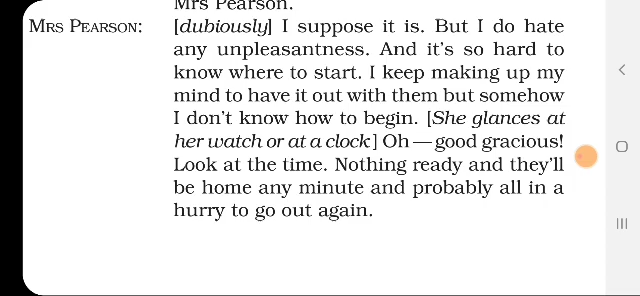 Mrs Pearson.
MRS PEARSON: [dubiously] I suppose it is. But I do hate
any unpleasantness. And it's so hard to
know where to start. I keep making up my
mind to have it out with them but somehow
I don't know how to begin. [She glances at
her watch or at a clock] Oh — good gracious!
Look at the time. Nothing ready and they'll
be home any minute and probably all in a
hurry to go out again.